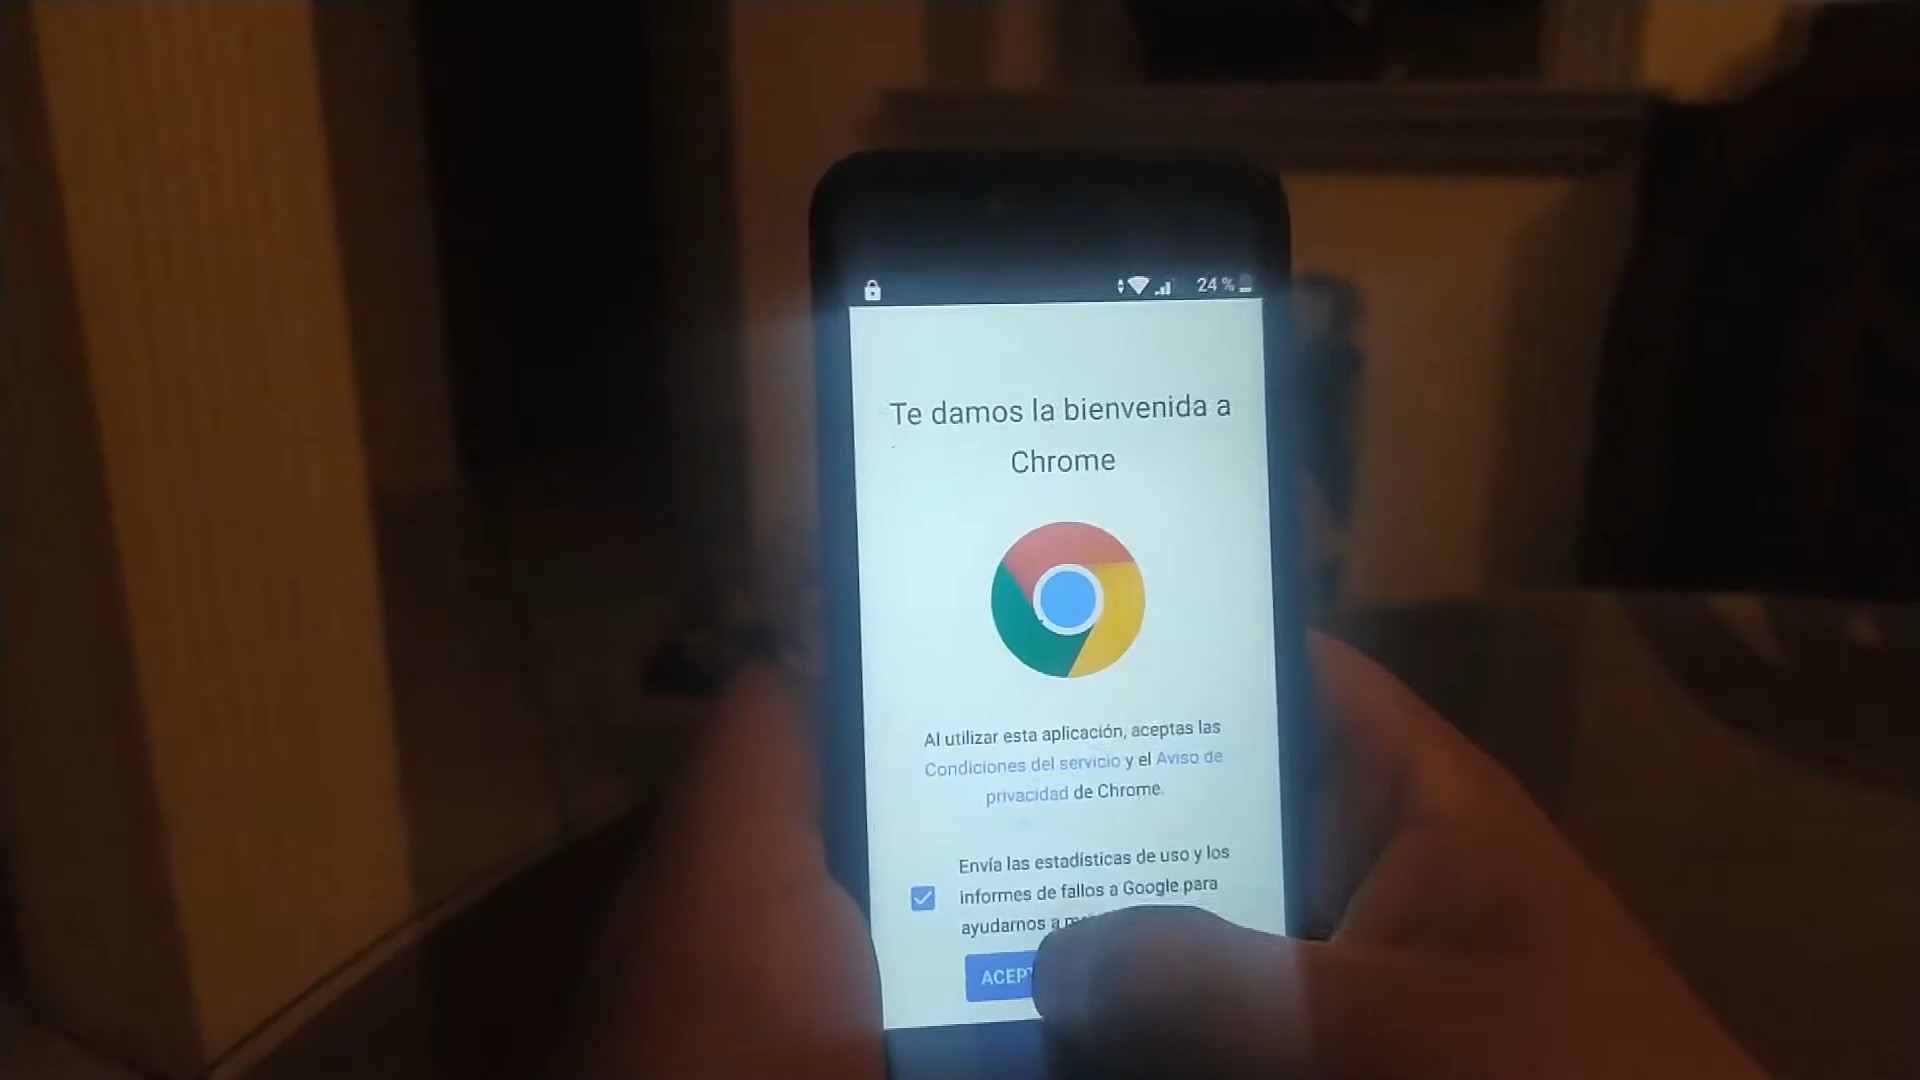 24 %
Te damos la bienvenida a
Chrome
Al utilizar esta aplicación, aceptas las
Condiciones del servicio y el Aviso de
privacidad de Chrome.
Envía las estadísticas de uso y los
informes de fallos a Google para
ayudarnos a